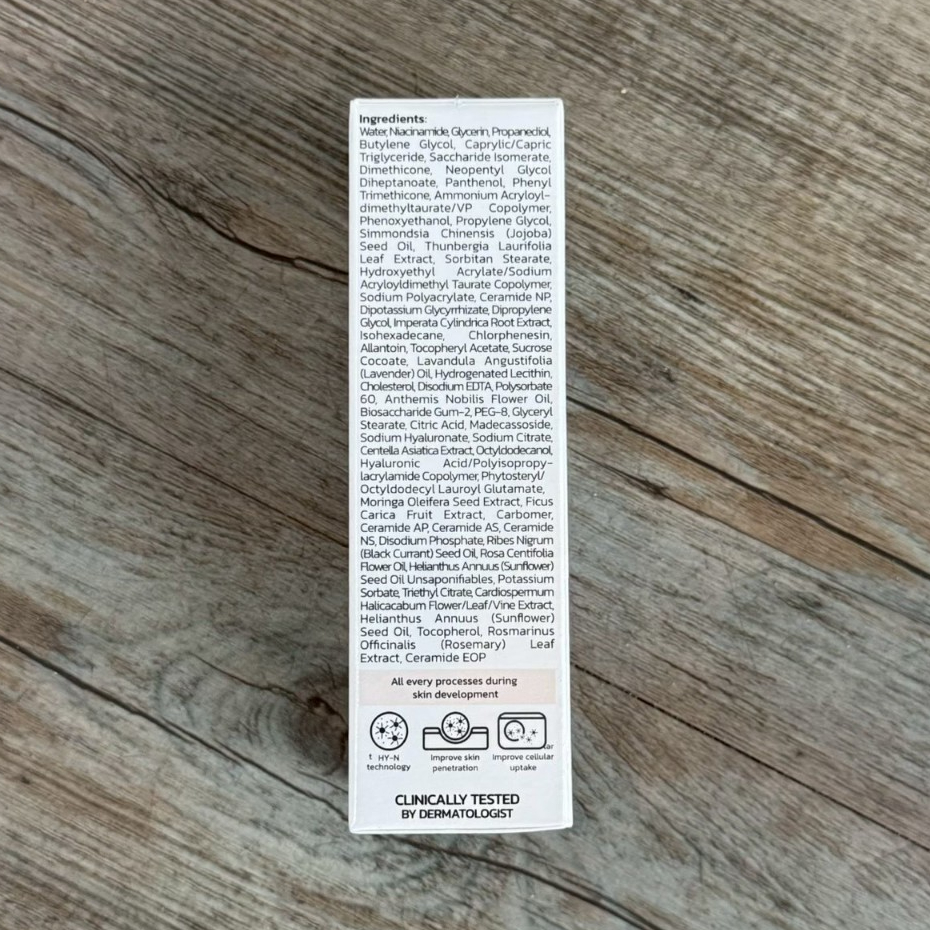 Ingredients:
Water, Niacinamide, Glycerin, Propanediol,
Butylene Glycol, Caprylic/Capric
Triglyceride, Saccharide Isomerate,
Dimethicone, Neopentyl Glycol
Diheptanoate, Panthenol, Phenyl
Trimethicone, Ammonium Acryloyl-
dimethyltaurate/VP Copolymer,
Phenoxyethanol, Propylene Glycol,
Simmondsia Chinensis (Jojoba)
Seed Oil, Thunbergia Laurifolia
Leaf Extract, Sorbitan Stearate,
Hydroxyethyl Acrylate/Sodium
Acryloyldimethyl Taurate Copolymer,
Sodium Polyacrylate, Ceramide NP,
Dipotassium Glycyrrhizate, Dipropylene
Glycol, Imperata Cylindrica Root Extract,
Isohexadecane, Chlorphenesin,
Allantoin, Tocopheryl Acetate, Sucrose
Cocoate, Lavandula Angustifolia
(Lavender) Oil, Hydrogenated Lecithin,
Cholesterol, Disodium EDTA, Polysorbate
60, Anthemis Nobilis Flower Oil,
Biosaccharide Gum-2, PEG-8, Glyceryl
Stearate, Citric Acid, Madecassoside,
Sodium Hyaluronate, Sodium Citrate,
Centella Asiatica Extract, Octyldodecanol,
Hyaluronic Acid/Polyisopropy-
lacrylamide Copolymer, Phytosteryl/
Octyldodecyl Lauroyl Glutamate,
Moringa Oleifera Seed Extract, Ficus
Carica Fruit Extract, Carbomer,
Ceramide AP, Ceramide AS, Ceramide
NS, Disodium Phosphate, Ribes Nigrum
(Black Currant) Seed Oil, Rosa Centifolia
Flower Oil, Helianthus Annuus (Sunflower)
Seed Oil Unsaponifiables, Potassium
Sorbate, Triethyl Citrate, Cardiospermum
Halicacabum Flower/Leaf/Vine Extract,
Helianthus Annuus (Sunflower)
Seed Oil, Tocopherol, Rosmarinus
Officinalis (Rosemary) Leaf
Extract, Ceramide EOP
All every processes during
skin development
t HY-N
technology
Improve skin
penetration
lar
Improve cellular
uptake
CLINICALLY TESTED
BY DERMATOLOGIST